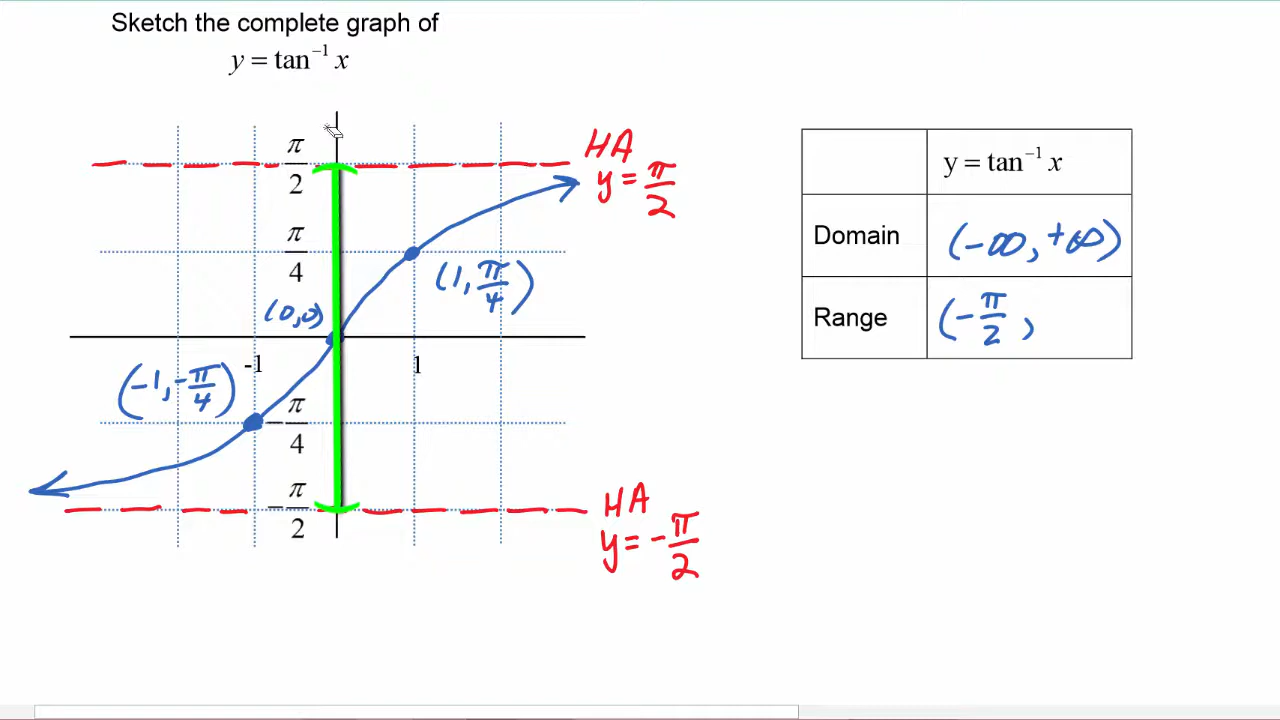 Sketch the complete graph of
y = tan⁻¹ x
π/2
HA
y = π/2
π/4
(1, π/4)
(0,0)
-1
1
(-1, -π/4)
-π/4
-π/2
HA
y = -π/2
y = tan⁻¹ x
Domain (-∞, +∞)
Range (-π/2,